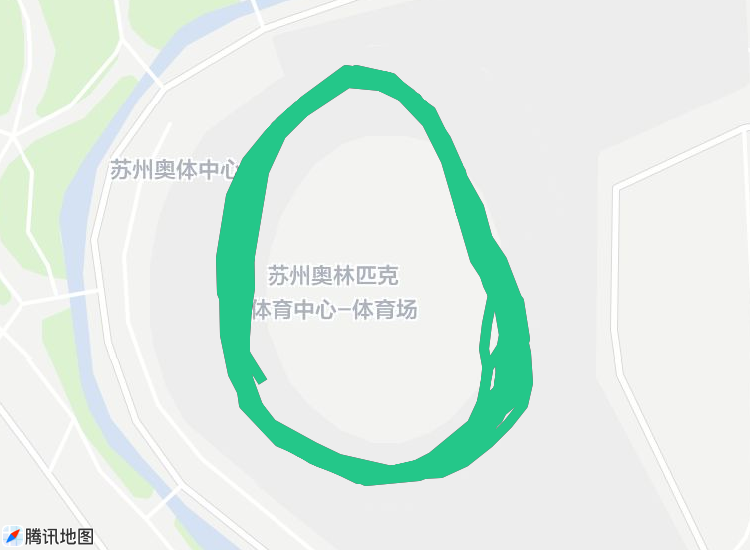 苏州奥体中心
苏州奥林匹克
体育中心–体育场
腾讯地图